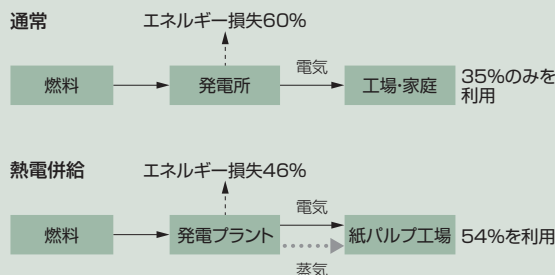 通常
エネルギー損失60%
燃料
発電所
電気
工場・家庭
35%のみを
利用
熱電併給
エネルギー損失46%
燃料
発電プラント
電気
蒸気
紙パルプ工場
54%を利用